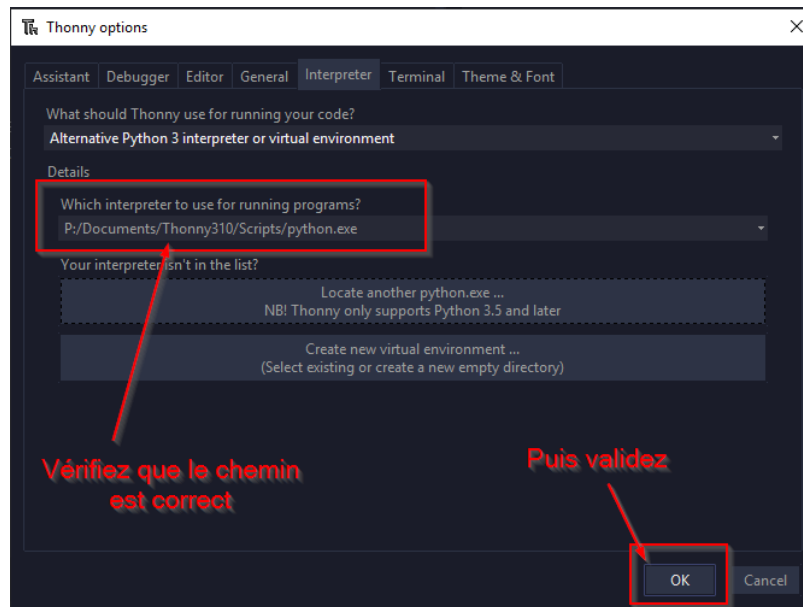 Thonny options
Assistant Debugger Editor General Interpreter Terminal Theme & Font
What should Thonny use for running your code?
Alternative Python 3 interpreter or virtual environment
Details
Which interpreter to use for running programs?
P:/Documents/Thonny310/Scripts/python.exe
Your interpreter isn't in the list?
Locate another python.exe ...
NB! Thonny only supports Python 3.5 and later
Create new virtual environment ...
(Select existing or create a new empty directory)
Vérifiez que le chemin
est correct
Puis validez
OK Cancel